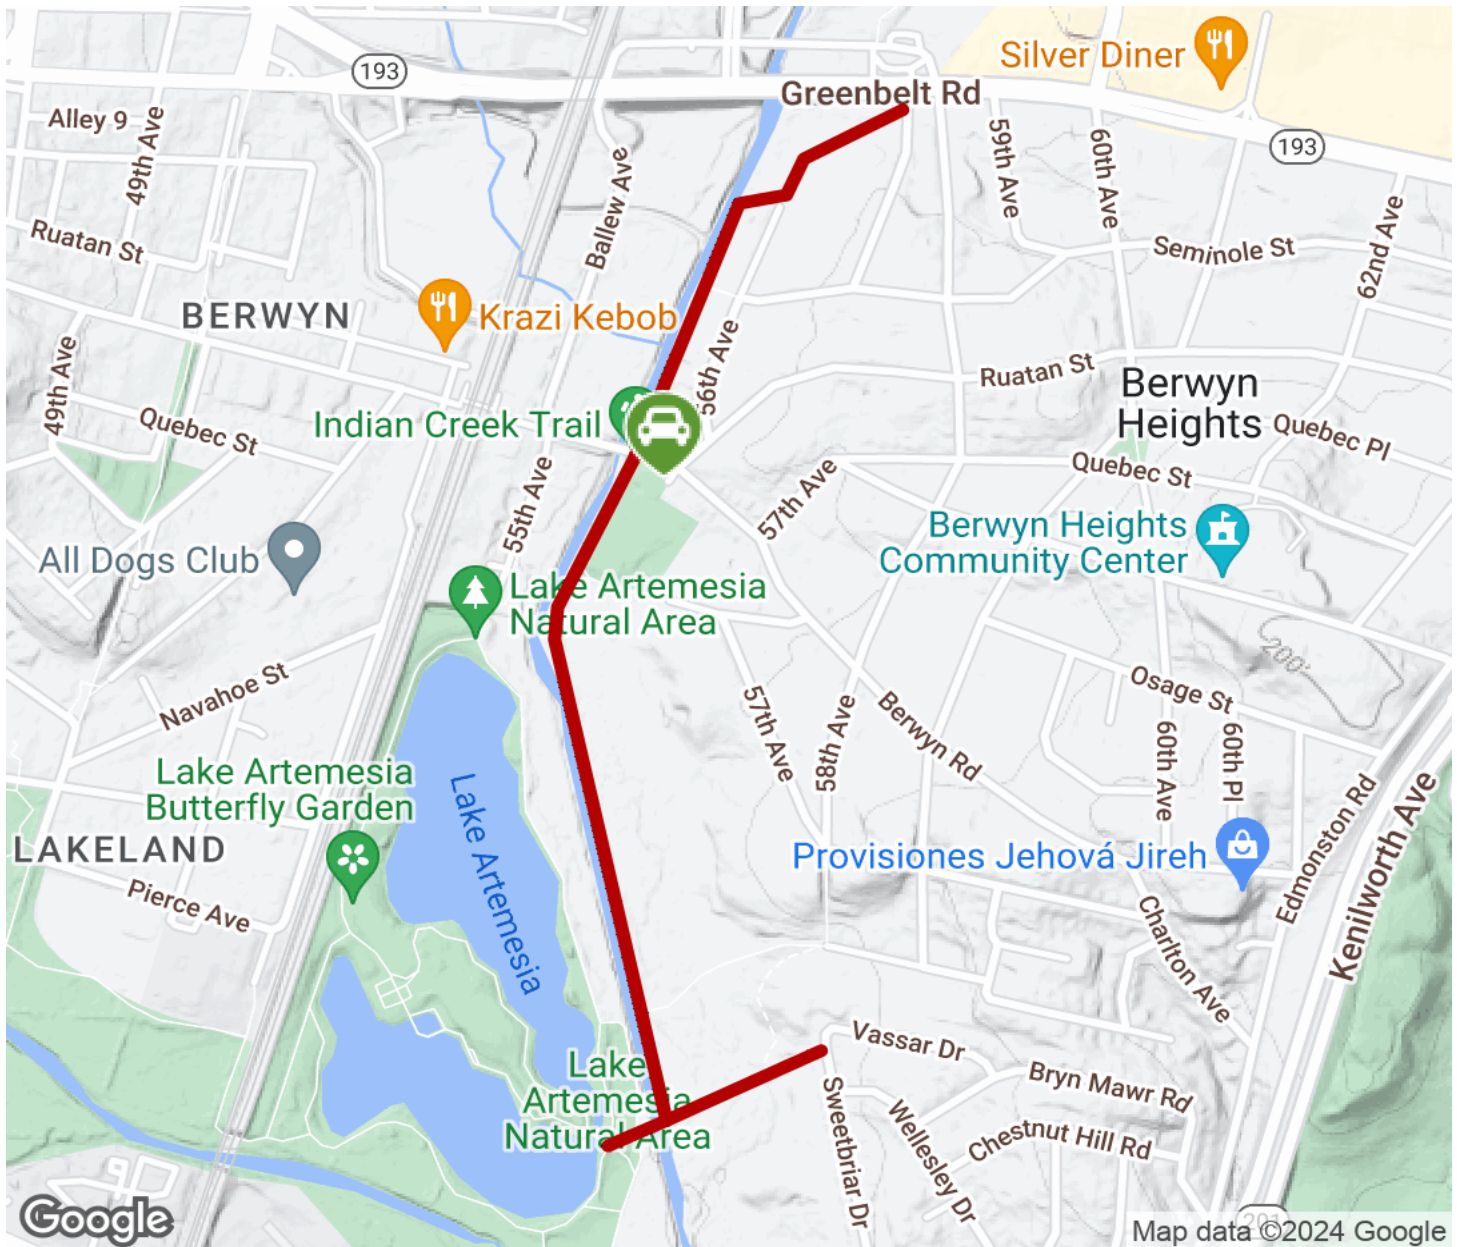 193
Silver Diner
Greenbelt Rd
Alley 9
49th Ave
59th Ave
60th Ave
193
Ballew Ave
62nd Ave
Ruatan St
Seminole St
BERWYN
Krazi Kebob
56th Ave
49th Ave
Ruatan St
Berwyn
Heights
Quebec St
Indian Creek Trail
Quebec Pl
Quebec St
57th Ave
55th Ave
All Dogs Club
Berwyn Heights
Community Center
Lake Artemesia
Natural Area
200'
Navahoe St
Osage St
57th Ave
58th Ave
Berwyn Rd
60th Ave
60th Pl
Lake Artemesia
Butterfly Garden
Lake Artemesia
Edmonston Rd
Kenilworth Ave
LAKELAND
Provisiones Jehová Jireh
Pierce Ave
Charlton Ave
Vassar Dr
Lake
Artemesia
Natural Area
Bryn Mawr Rd
Sweetbriar Dr
Wellesley Dr
Chestnut Hill Rd
201
Google
Map data ©2024 Google